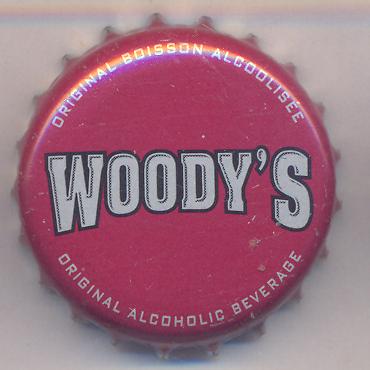 ORIGINAL BOISSON ALCOOLISÉE
WOODY'S
ORIGINAL ALCOHOLIC BEVERAGE